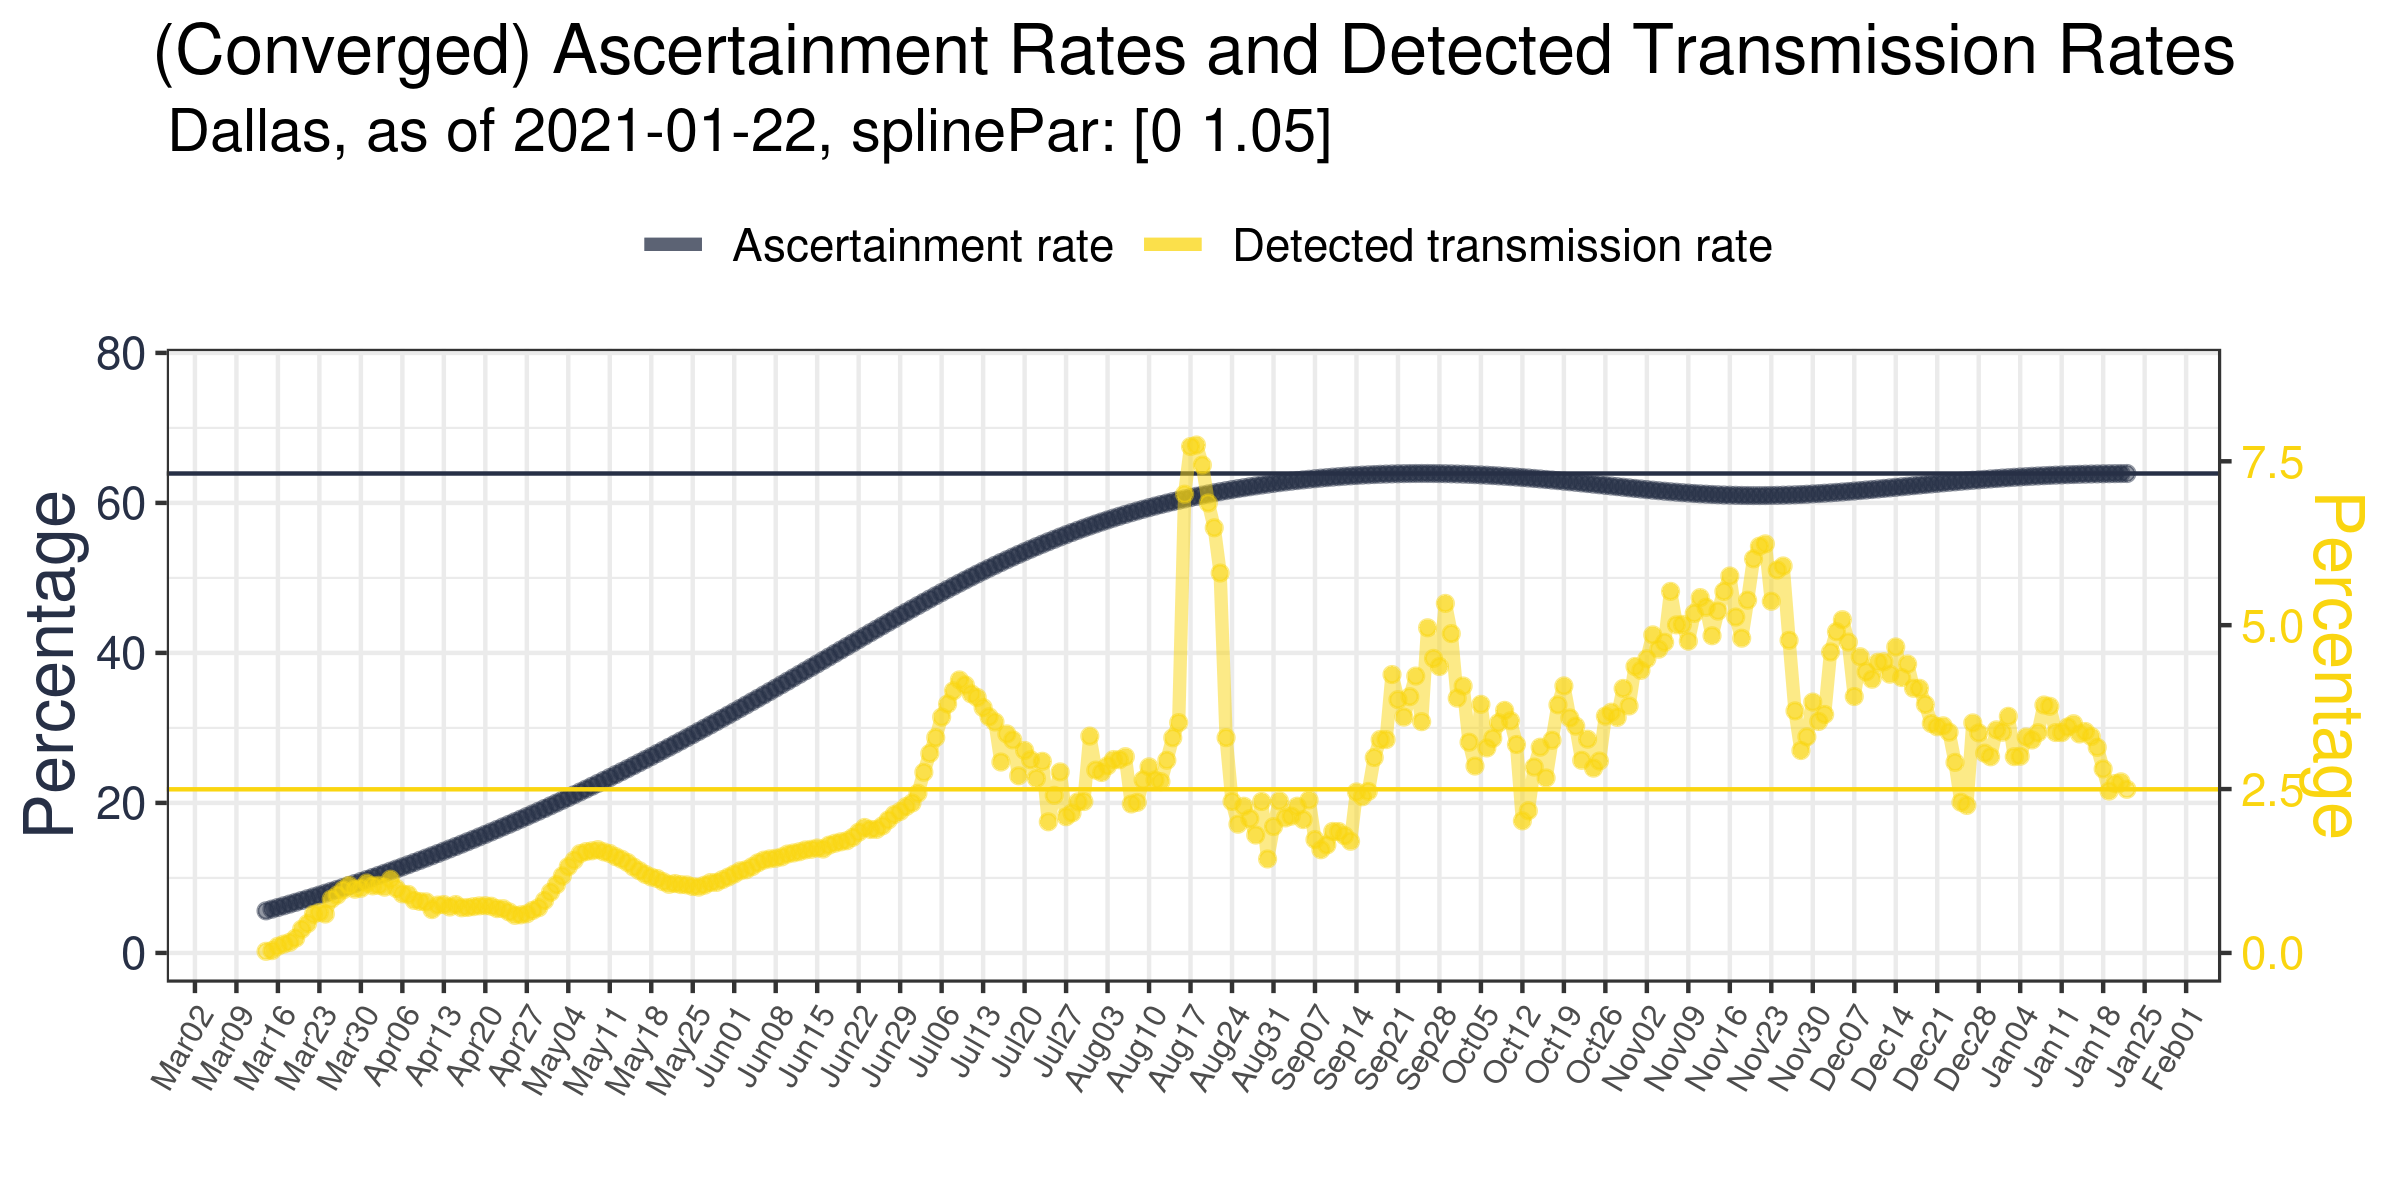 (Converged) Ascertainment Rates and Detected Transmission Rates
Dallas, as of 2021-01-22, splinePar: [0 1.05]
Ascertainment rate
Detected transmission rate
Percentage
80
60
40
20
0
7.5
5.0
2.5
0.0
Percentage
Mar02
Mar09
Mar16
Mar23
Mar30
Apr06
Apr13
Apr20
Apr27
May04
May11
May18
May25
Jun01
Jun08
Jun15
Jun22
Jun29
Jul06
Jul13
Jul20
Jul27
Aug03
Aug10
Aug17
Aug24
Aug31
Sep07
Sep14
Sep21
Sep28
Oct05
Oct12
Oct19
Oct26
Nov02
Nov09
Nov16
Nov23
Nov30
Dec07
Dec14
Dec21
Dec28
Jan04
Jan11
Jan18
Jan25
Feb01